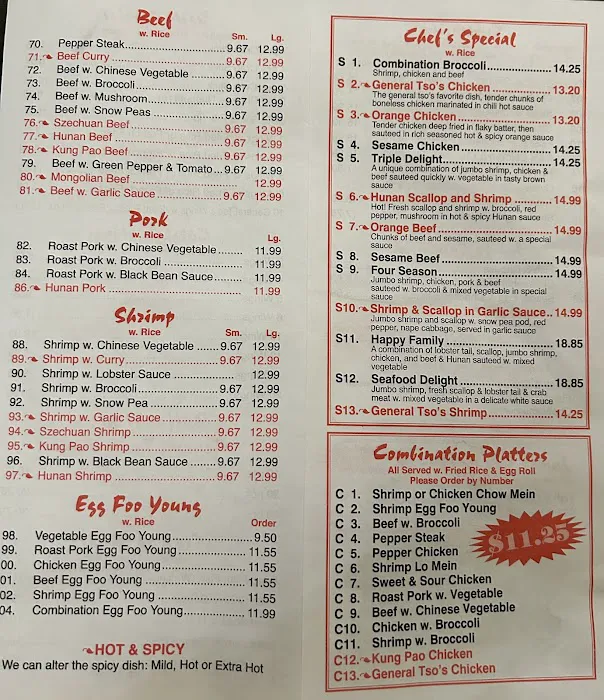 Beef
w. Rice Sm. Lg.
70. Pepper Steak 9.67 12.99
71. Beef Curry 9.67 12.99
72. Beef w. Chinese Vegetable 9.67 12.99
73. Beef w. Broccoli 9.67 12.99
74. Beef w. Mushroom 9.67 12.99
75. Beef w. Snow Peas 9.67 12.99
76. Szechuan Beef 9.67 12.99
77. Hunan Beef 9.67 12.99
78. Kung Pao Beef 9.67 12.99
79. Beef w. Green Pepper & Tomato 9.67 12.99
80. Mongolian Beef 12.99
81. Beef w. Garlic Sauce 9.67 12.99
Pork
w. Rice Lg.
82. Roast Pork w. Chinese Vegetable 11.99
83. Roast Pork w. Broccoli 11.99
84. Roast Pork w. Black Bean Sauce 11.99
86. Hunan Pork 11.99
Shrimp
w. Rice Sm. Lg.
88. Shrimp w. Chinese Vegetable 9.67 12.99
89. Shrimp w. Curry 9.67 12.99
90. Shrimp w. Lobster Sauce 12.99
91. Shrimp w. Broccoli 9.67 12.99
92. Shrimp w. Snow Pea 9.67 12.99
93. Shrimp w. Garlic Sauce 9.67 12.99
94. Szechuan Shrimp 9.67 12.99
95. Kung Pao Shrimp 9.67 12.99
96. Shrimp w. Black Bean Sauce 9.67 12.99
97. Hunan Shrimp 9.67 12.99
Egg Foo Young
w. Rice Order
98. Vegetable Egg Foo Young 9.50
99. Roast Pork Egg Foo Young 11.55
00. Chicken Egg Foo Young 11.55
01. Beef Egg Foo Young 11.55
02. Shrimp Egg Foo Young 11.55
04. Combination Egg Foo Young 11.99
HOT & SPICY
We can alter the spicy dish: Mild, Hot or Extra Hot
Chef's Special
w. Rice
S 1. Combination Broccoli 14.25
Shrimp, chicken and beef
S 2. General Tso's Chicken 13.20
The general tso's favorite dish, tender chunks of
boneless chicken marinated in chili hot sauce
S 3. Orange Chicken 13.20
Tender chicken deep fried in flaky batter, then
sauteed in rich seasoned hot & spicy orange sauce
S 4. Sesame Chicken 14.25
S 5. Triple Delight 14.25
A unique combination of jumbo shrimp, chicken &
beef sauteed quickly w. vegetable in tasty brown
sauce
S 6. Hunan Scallop and Shrimp 14.99
Hot! Fresh scallop and shrimp w. broccoli, red
pepper, mushroom in hot & spicy Hunan sauce
S 7. Orange Beef 14.99
Chunks of beef and sesame, sauteed w. a special
sauce
S 8. Sesame Beef 14.99
S 9. Four Season 14.99
Jumbo shrimp, chicken, pork & beef
sauteed w. broccoli & mixed vegetable in special
sauce
S10. Shrimp & Scallop in Garlic Sauce 14.99
Jumbo shrimp and scallop w. snow pea pod, red
pepper, nape cabbage, served in garlic sauce
S11. Happy Family 18.85
A combination of lobster tail, scallop, jumbo shrimp,
chicken, and beef & Hunan sauteed w. mixed
vegetable
S12. Seafood Delight 18.85
Jumbo shrimp, fresh scallop & lobster tail & crab
meat w. mixed vegetable in a delicate white sauce
S13. General Tso's Shrimp 14.25
Combination Platters
All Served w. Fried Rice & Egg Roll
Please Order by Number
$11.25
C 1. Shrimp or Chicken Chow Mein
C 2. Shrimp Egg Foo Young
C 3. Beef w. Broccoli
C 4. Pepper Steak
C 5. Pepper Chicken
C 6. Shrimp Lo Mein
C 7. Sweet & Sour Chicken
C 8. Roast Pork w. Vegetable
C 9. Beef w. Chinese Vegetable
C10. Chicken w. Broccoli
C11. Shrimp w. Broccoli
C12. Kung Pao Chicken
C13. General Tso's Chicken